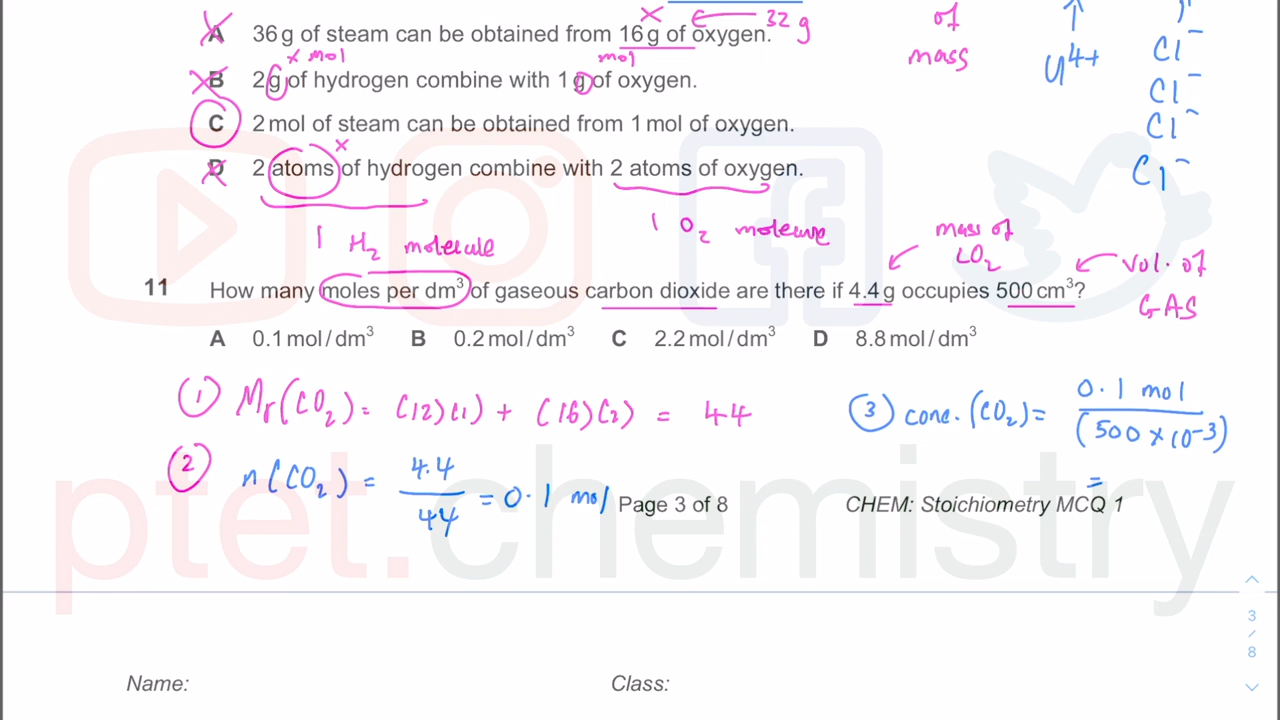 x
← 32 g
A 36 g of steam can be obtained from 16 g of oxygen.
x mol mol
B 2 g of hydrogen combine with 1 g of oxygen.
C 2 mol of steam can be obtained from 1 mol of oxygen.
x
D 2 atoms of hydrogen combine with 2 atoms of oxygen.
1 H₂ molecule
1 O₂ molecule
of
mass
↑
U⁴⁺
Cl⁻
Cl⁻
Cl⁻
Cl⁻
mass of
CO₂
vol. of
GAS
11 How many moles per dm³ of gaseous carbon dioxide are there if 4.4 g occupies 500 cm³?
A 0.1 mol/dm³ B 0.2 mol/dm³ C 2.2 mol/dm³ D 8.8 mol/dm³
① Mr(CO₂) = (12)(1) + (16)(2) = 44
② n(CO₂) = 4.4 / 44 = 0.1 mol
③ conc. (CO₂) = 0.1 mol / (500 × 10⁻³)
=
Page 3 of 8
CHEM: Stoichiometry MCQ 1
ptet.chemistry
3
/
8
Name:
Class: